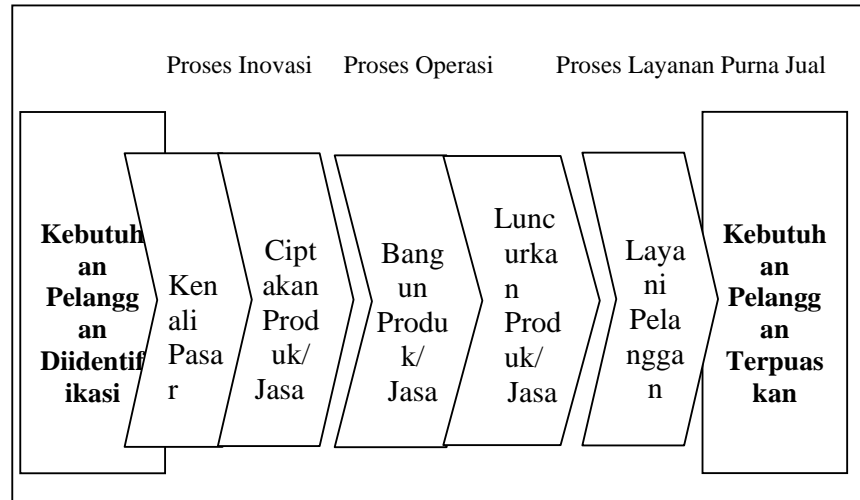 Proses Inovasi Proses Operasi Proses Layanan Purna Jual
Kebutuh
an
Pelangg
an
Diidentif
ikasi
Ken
ali
Pasa
r
Cipt
akan
Prod
uk/
Jasa
Bang
un
Produ
k/
Jasa
Lunc
urka
n
Prod
uk/
Jasa
Laya
ni
Pela
ngga
n
Kebutuh
an
Pelangg
an
Terpuas
kan